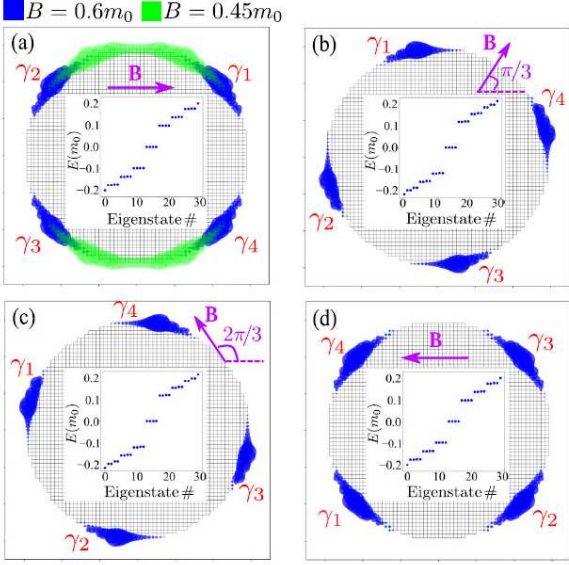 B = 0.6m₀ B = 0.45m₀
(a)
γ₂ B γ₁
0.2
0.1
0.0
−0.1
−0.2
E(m₀)
0 10 20 30
Eigenstate #
γ₃ γ₄
(b)
γ₁ B
π/3
γ₄
0.2
0.1
0.0
−0.1
−0.2
E(m₀)
0 10 20 30
Eigenstate #
γ₂
γ₃
(c)
γ₄
B
2π/3
γ₁
0.2
0.1
0.0
−0.1
−0.2
E(m₀)
0 10 20 30
Eigenstate #
γ₃
γ₂
(d)
γ₄ B γ₃
0.2
0.1
0.0
−0.1
−0.2
E(m₀)
0 10 20 30
Eigenstate #
γ₁ γ₂